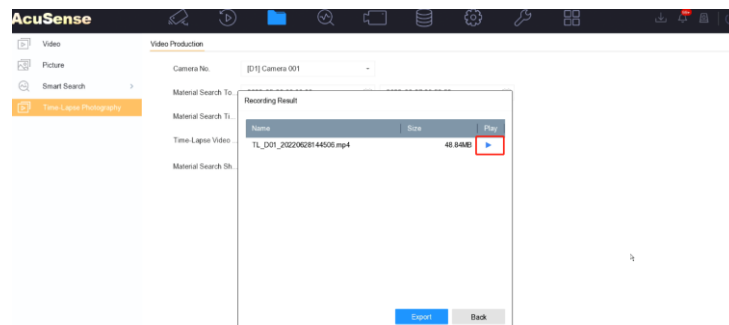 AcuSense
Video
Video Production
Picture
Camera No.
[D1] Camera 001
Smart Search
Material Search To...
Recording Result
Time-Lapse Photography
Material Search Ti...
Name
Size
Play
Time-Lapse Video ...
TL_D01_20220628144506.mp4
48.84MB
Material Search Sh...
Export
Back